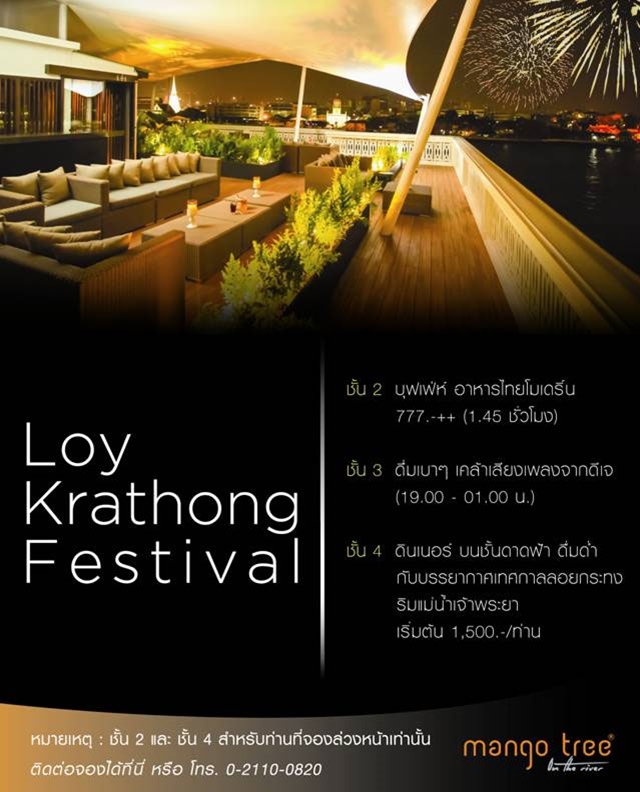 Loy
Krathong
Festival
ชั้น 2 บุฟเฟ่ห์ อาหารไทยโมเดริ์น
777.-++ (1.45 ชั่วโมง)
ชั้น 3 ดื่มเบาๆ เคล้าเสียงเพลงจากดีเจ
(19.00 - 01.00 น.)
ชั้น 4 ดินเนอร์ บนชั้นดาดฟ้า ดื่มด่ำ
กับบรรยากาศเทศกาลลอยกระทง
ริมแม่น้ำเจ้าพระยา
เริ่มต้น 1,500.-/ท่าน
หมายเหตุ : ชั้น 2 และ ชั้น 4 สำหรับท่านที่จองล่วงหน้าเท่านั้น
ติดต่อจองได้ที่นี่ หรือ โทร. 0-2110-0820
mango tree®
On the river